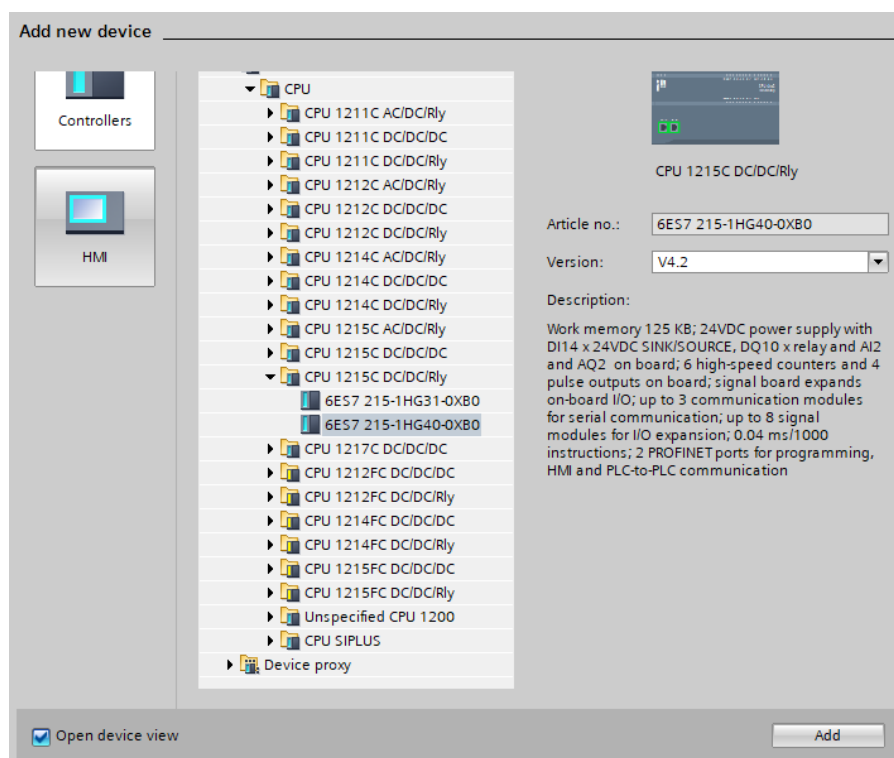 Add new device
Controllers
HMI
CPU
CPU 1211C AC/DC/Rly
CPU 1211C DC/DC/DC
CPU 1211C DC/DC/Rly
CPU 1212C AC/DC/Rly
CPU 1212C DC/DC/DC
CPU 1212C DC/DC/Rly
CPU 1214C AC/DC/Rly
CPU 1214C DC/DC/DC
CPU 1214C DC/DC/Rly
CPU 1215C AC/DC/Rly
CPU 1215C DC/DC/DC
CPU 1215C DC/DC/Rly
6ES7 215-1HG31-0XB0
6ES7 215-1HG40-0XB0
CPU 1217C DC/DC/DC
CPU 1212FC DC/DC/DC
CPU 1212FC DC/DC/Rly
CPU 1214FC DC/DC/DC
CPU 1214FC DC/DC/Rly
CPU 1215FC DC/DC/DC
CPU 1215FC DC/DC/Rly
Unspecified CPU 1200
CPU SIPLUS
Device proxy
CPU 1215C DC/DC/Rly
Article no.: 6ES7 215-1HG40-0XB0
Version: V4.2
Description:
Work memory 125 KB; 24VDC power supply with
DI14 x 24VDC SINK/SOURCE, DQ10 x relay and AI2
and AQ2 on board; 6 high-speed counters and 4
pulse outputs on board; signal board expands
on-board I/O; up to 3 communication modules
for serial communication; up to 8 signal
modules for I/O expansion; 0.04 ms/1000
instructions; 2 PROFINET ports for programming,
HMI and PLC-to-PLC communication
Open device view
Add